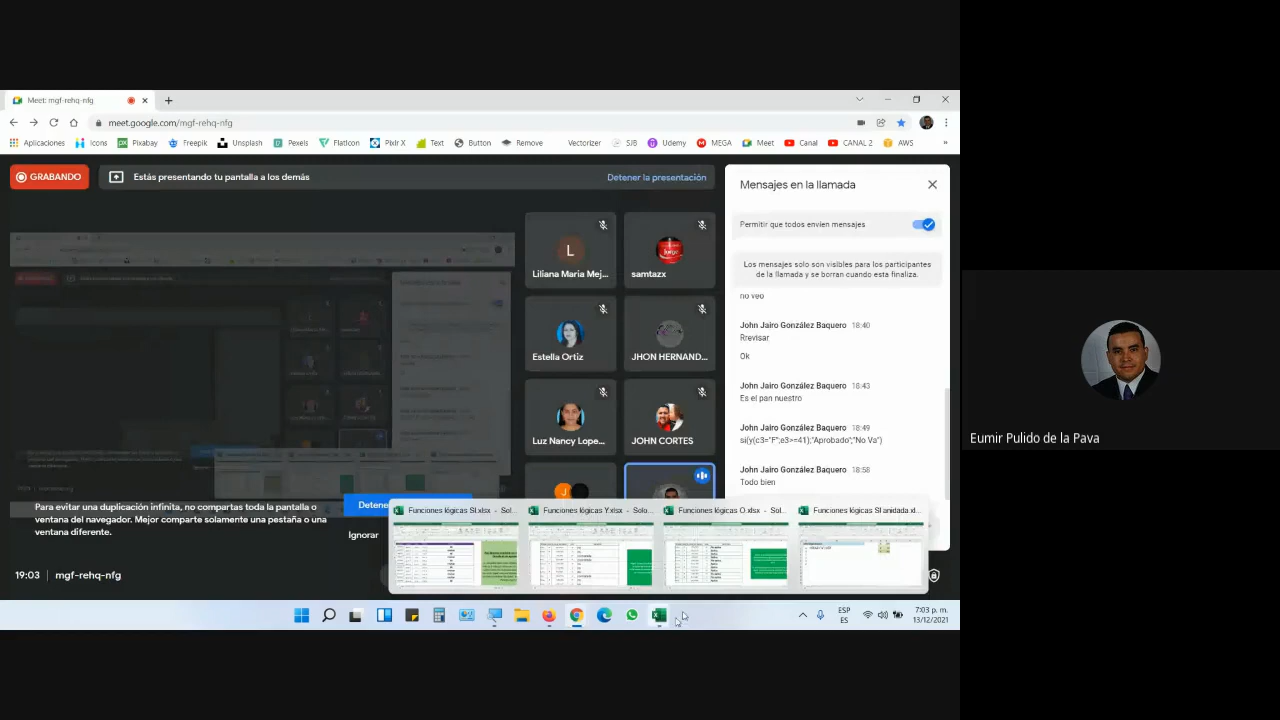 Meet: mgf-rehq-nfg
meet.google.com/mgf-rehq-nfg
Aplicaciones Icons Pixabay Freepik Unsplash Pexels Flaticon Pixlr X Text Button Remove Vectorizer SJB Udemy MEGA Meet Canal CANAL 2 AWS »
GRABANDO
Estás presentando tu pantalla a los demás
Detener la presentación
Mensajes en la llamada
Permitir que todos envíen mensajes
Los mensajes solo son visibles para los participantes
de la llamada y se borran cuando esta finaliza.
no veo
John Jairo González Baquero 18:40
Rrevisar
Ok
John Jairo González Baquero 18:43
Es el pan nuestro
John Jairo González Baquero 18:49
si(y(c3="F";e3>=41);"Aprobado";"No Va")
John Jairo González Baquero 18:58
Todo bien
L
Liliana Maria Mej...
samtazx
Estella Ortiz
JHON HERNAND...
Luz Nancy Lope...
JOHN CORTES
J
Para evitar una duplicación infinita, no compartas toda la pantalla o
ventana del navegador. Mejor comparte solamente una pestaña o una
ventana diferente.
Detene
Ignorar
:03 mgf-rehq-nfg
Funciones lógicas SI.xlsx - Sol...
Funciones lógicas Y.xlsx - Solo...
Funciones lógicas O.xlsx - Sol...
Funciones lógicas SI anidada.xl...
ESP
ES
7:03 p. m.
13/12/2021
Eumir Pulido de la Pava